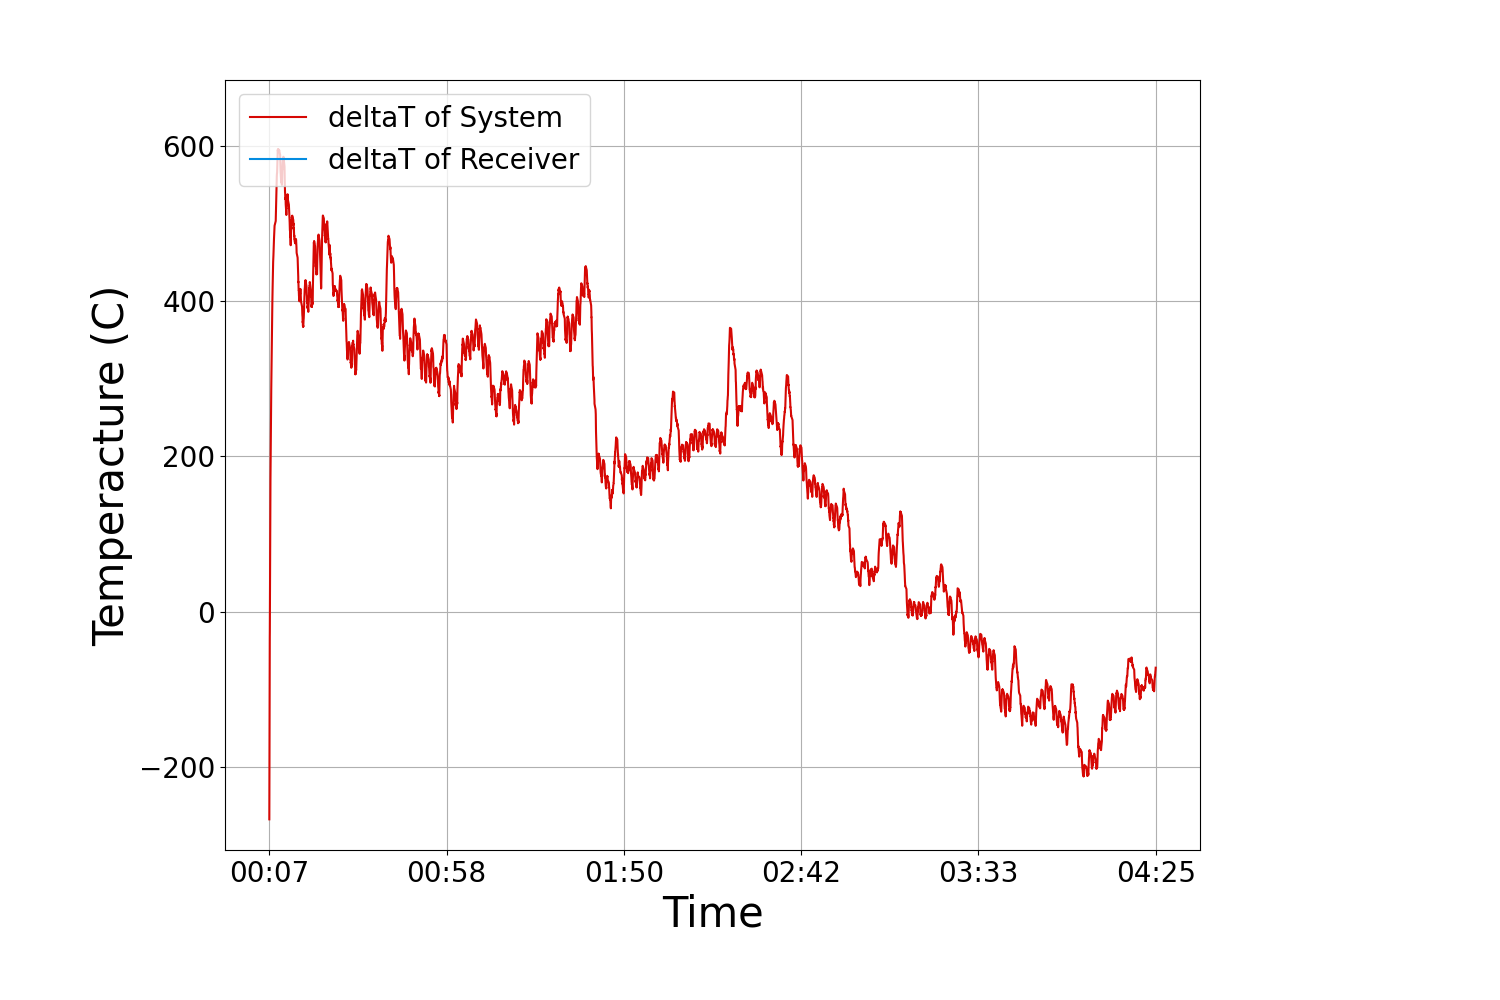 deltaT of System
deltaT of Receiver
600
400
200
0
−200
Temperacture (C)
00:07 00:58 01:50 02:42 03:33 04:25
Time